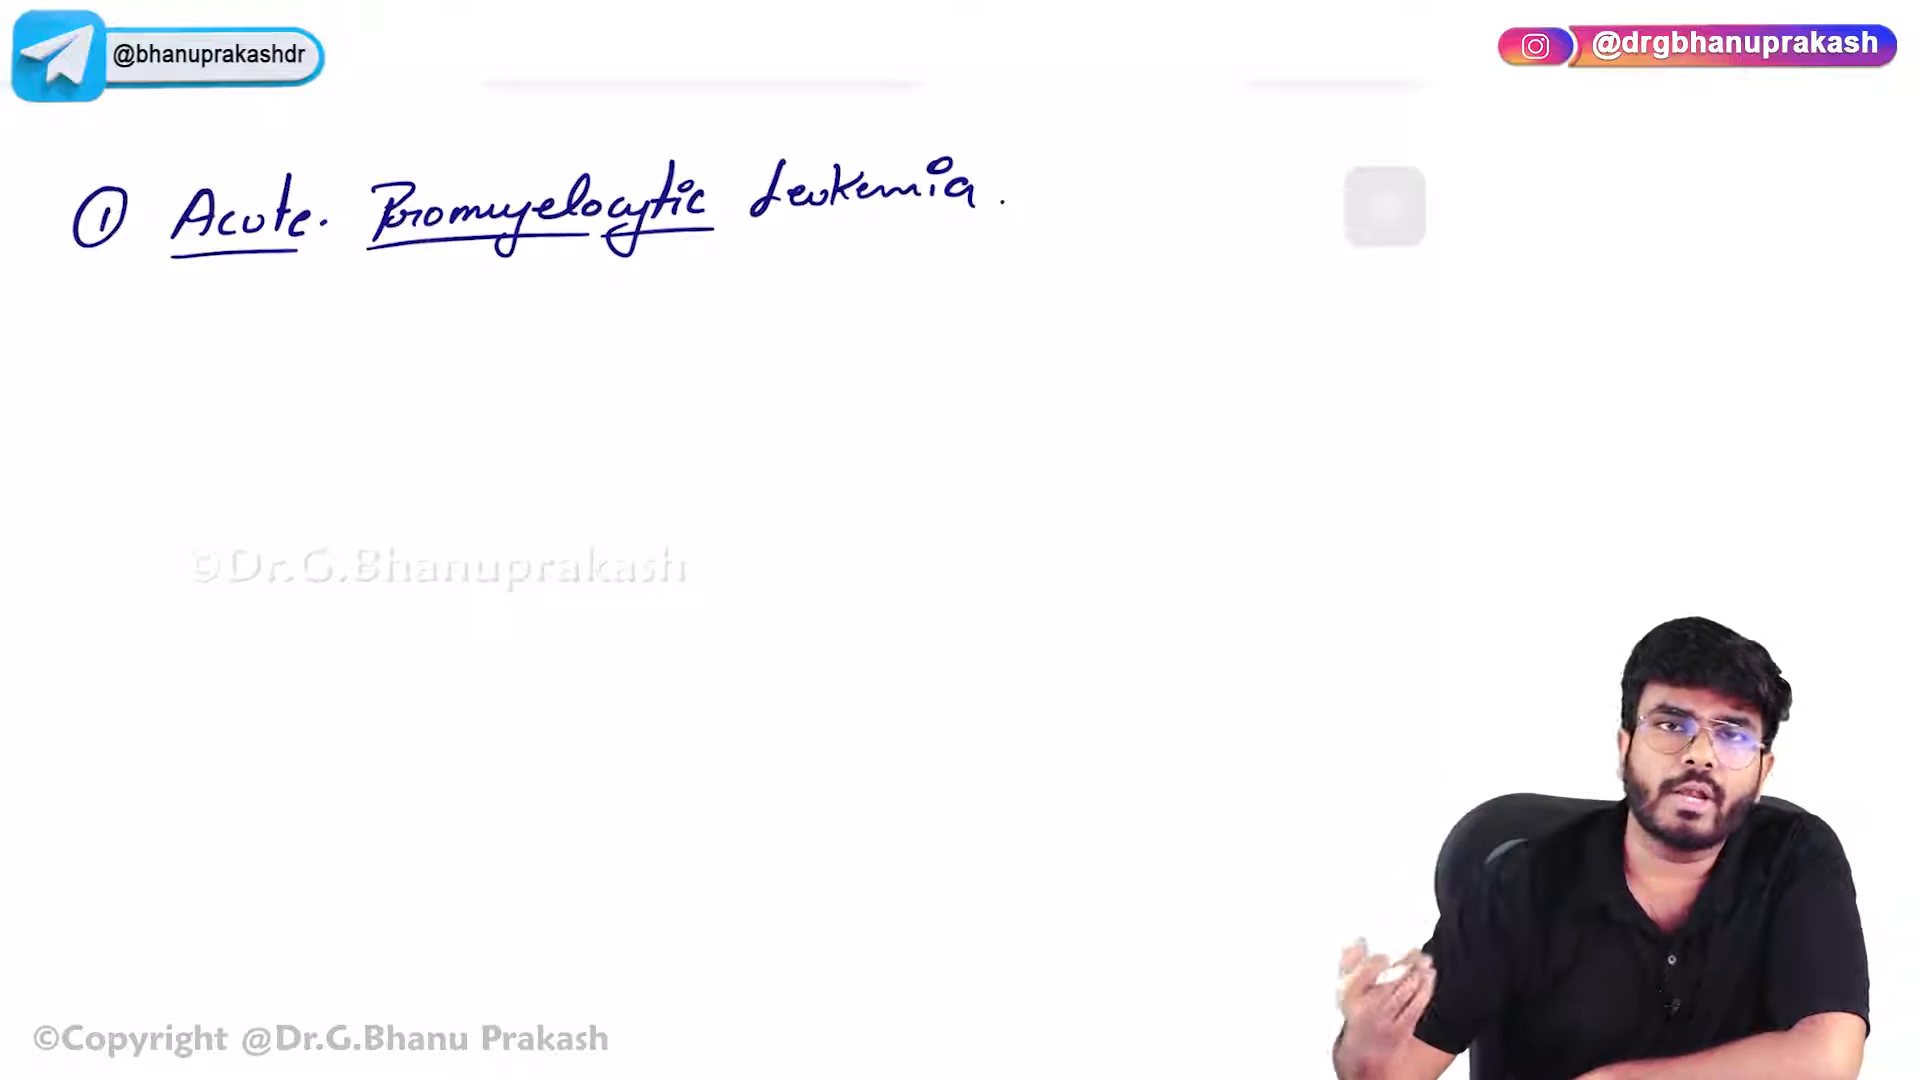 @bhanuprakashdr
@drgbhanuprakash
① Acute. Promyelocytic Leukemia.
©Dr.G.Bhanuprakash
©Copyright @Dr.G.Bhanu Prakash